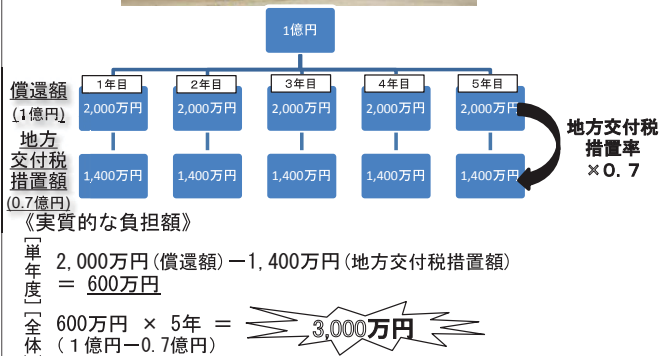 1億円
1年目 2年目 3年目 4年目 5年目
償還額 2,000万円 2,000万円 2,000万円 2,000万円 2,000万円
(1億円)
地方交付税
措置率
×0.7
地方
交付税
措置額 1,400万円 1,400万円 1,400万円 1,400万円 1,400万円
(0.7億円)
《実質的な負担額》
[単年度] 2,000万円(償還額)－1,400万円(地方交付税措置額)
＝ 600万円
[全体] 600万円 × 5年 ＝ 3,000万円
(1億円－0.7億円)